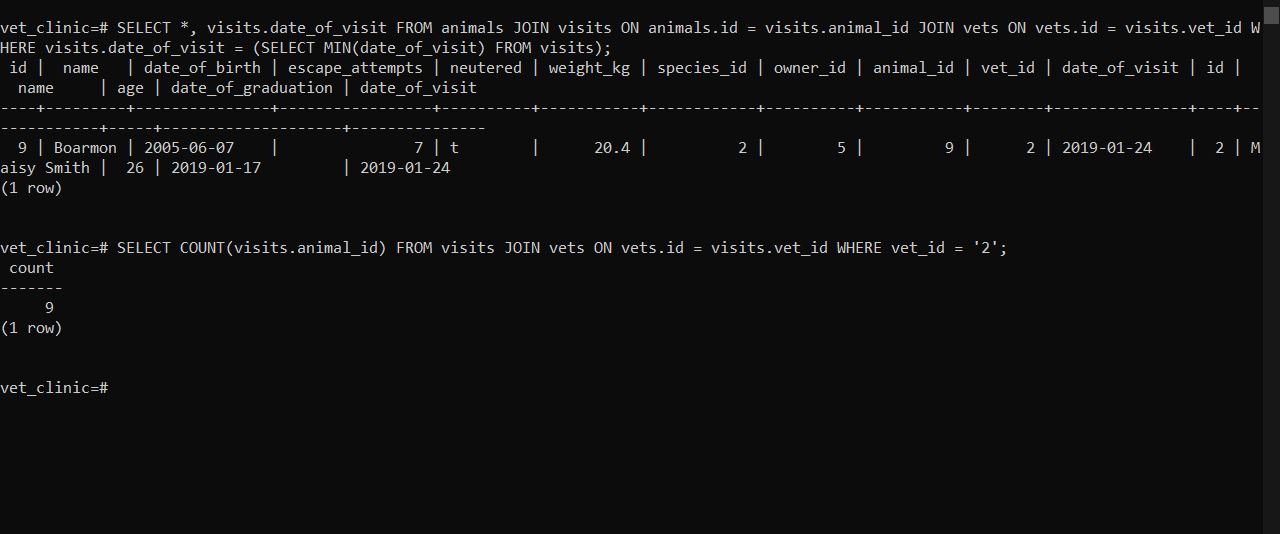 vet_clinic=# SELECT *, visits.date_of_visit FROM animals JOIN visits ON animals.id = visits.animal_id JOIN vets ON vets.id = visits.vet_id W
HERE visits.date_of_visit = (SELECT MIN(date_of_visit) FROM visits);
 id |  name   | date_of_birth | escape_attempts | neutered | weight_kg | species_id | owner_id | animal_id | vet_id | date_of_visit | id |
  name     | age | date_of_graduation | date_of_visit
----+---------+---------------+-----------------+----------+-----------+------------+----------+-----------+--------+---------------+----+--
-----------+-----+--------------------+---------------
  9 | Boarmon | 2005-06-07    |               7 | t        |      20.4 |          2 |        5 |         9 |      2 | 2019-01-24    |  2 | M
aisy Smith |  26 | 2019-01-17         | 2019-01-24
(1 row)
vet_clinic=# SELECT COUNT(visits.animal_id) FROM visits JOIN vets ON vets.id = visits.vet_id WHERE vet_id = '2';
 count
-------
     9
(1 row)
vet_clinic=#